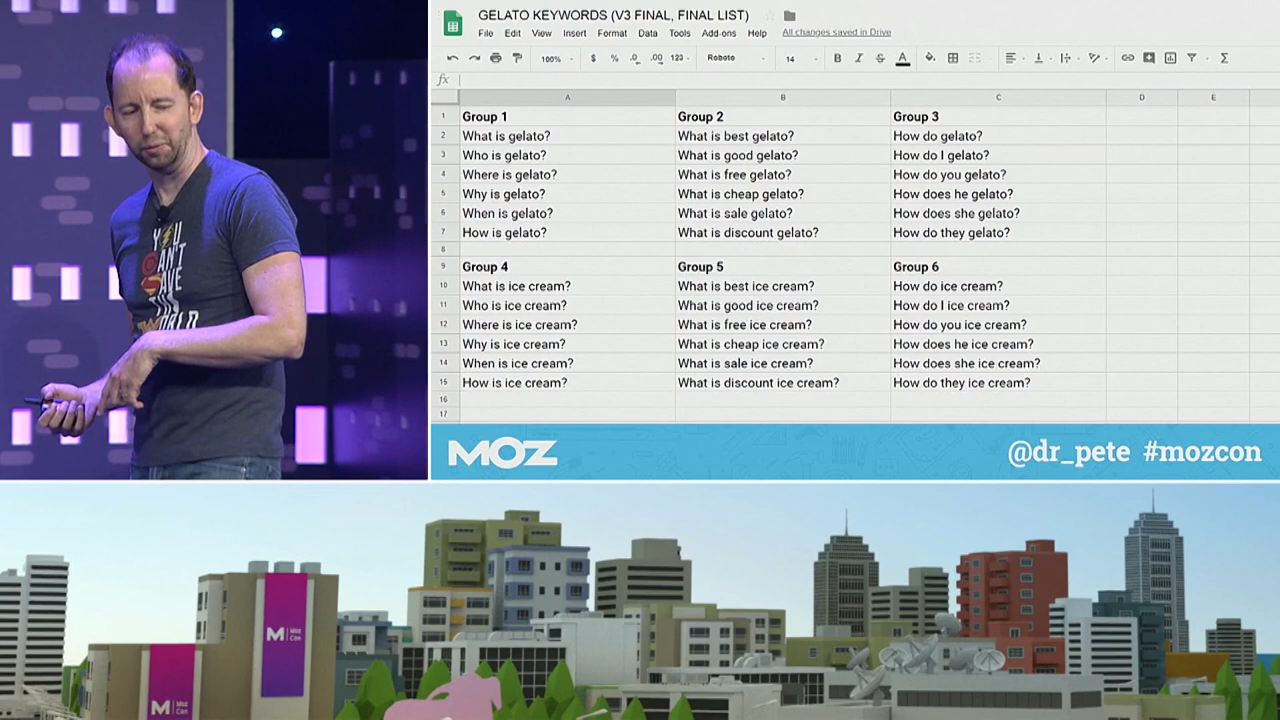 YOU
CAN'T
SAVE
THIS
WORLD
GELATO KEYWORDS (V3 FINAL, FINAL LIST)
File Edit View Insert Format Data Tools Add-ons Help All changes saved in Drive
100% $ % .0 .00 123 Roboto 14 B I S A
fx
A B C D E
1 Group 1 Group 2 Group 3
2 What is gelato? What is best gelato? How do gelato?
3 Who is gelato? What is good gelato? How do I gelato?
4 Where is gelato? What is free gelato? How do you gelato?
5 Why is gelato? What is cheap gelato? How does he gelato?
6 When is gelato? What is sale gelato? How does she gelato?
7 How is gelato? What is discount gelato? How do they gelato?
8
9 Group 4 Group 5 Group 6
10 What is ice cream? What is best ice cream? How do ice cream?
11 Who is ice cream? What is good ice cream? How do I ice cream?
12 Where is ice cream? What is free ice cream? How do you ice cream?
13 Why is ice cream? What is cheap ice cream? How does he ice cream?
14 When is ice cream? What is sale ice cream? How does she ice cream?
15 How is ice cream? What is discount ice cream? How do they ice cream?
16
17
MOZ @dr_pete #mozcon
M Moz
Con
M Moz
Con